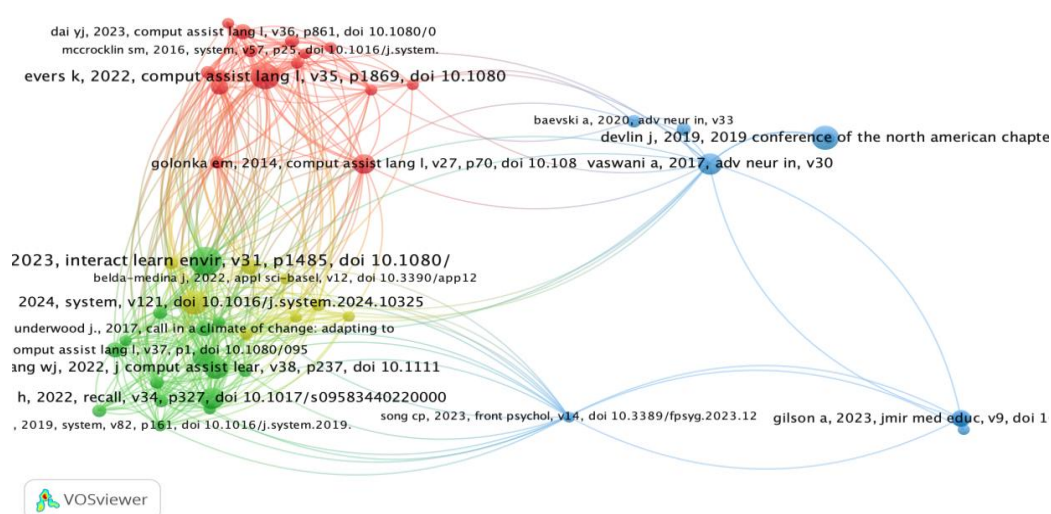 dai yj, 2023, comput assist lang l, v36, p861, doi 10.1080/0
mccrocklin sm, 2016, system, v57, p25, doi 10.1016/j.system.
evers k, 2022, comput assist lang l, v35, p1869, doi 10.1080
baevski a, 2020, adv neur in, v33
devlin j, 2019, 2019 conference of the north american chapte
golonka em, 2014, comput assist lang l, v27, p70, doi 10.108
vaswani a, 2017, adv neur in, v30
2023, interact learn envir, v31, p1485, doi 10.1080/
belda-medina j, 2022, appl sci-basel, v12, doi 10.3390/app12
2024, system, v121, doi 10.1016/j.system.2024.10325
underwood j., 2017, call in a climate of change: adapting to
omput assist lang l, v37, p1, doi 10.1080/095
ang wj, 2022, j comput assist lear, v38, p237, doi 10.1111
h, 2022, recall, v34, p327, doi 10.1017/s09583440220000
song cp, 2023, front psychol, v14, doi 10.3389/fpsyg.2023.12
gilson a, 2023, jmir med educ, v9, doi 10
, 2019, system, v82, p161, doi 10.1016/j.system.2019.
VOSviewer